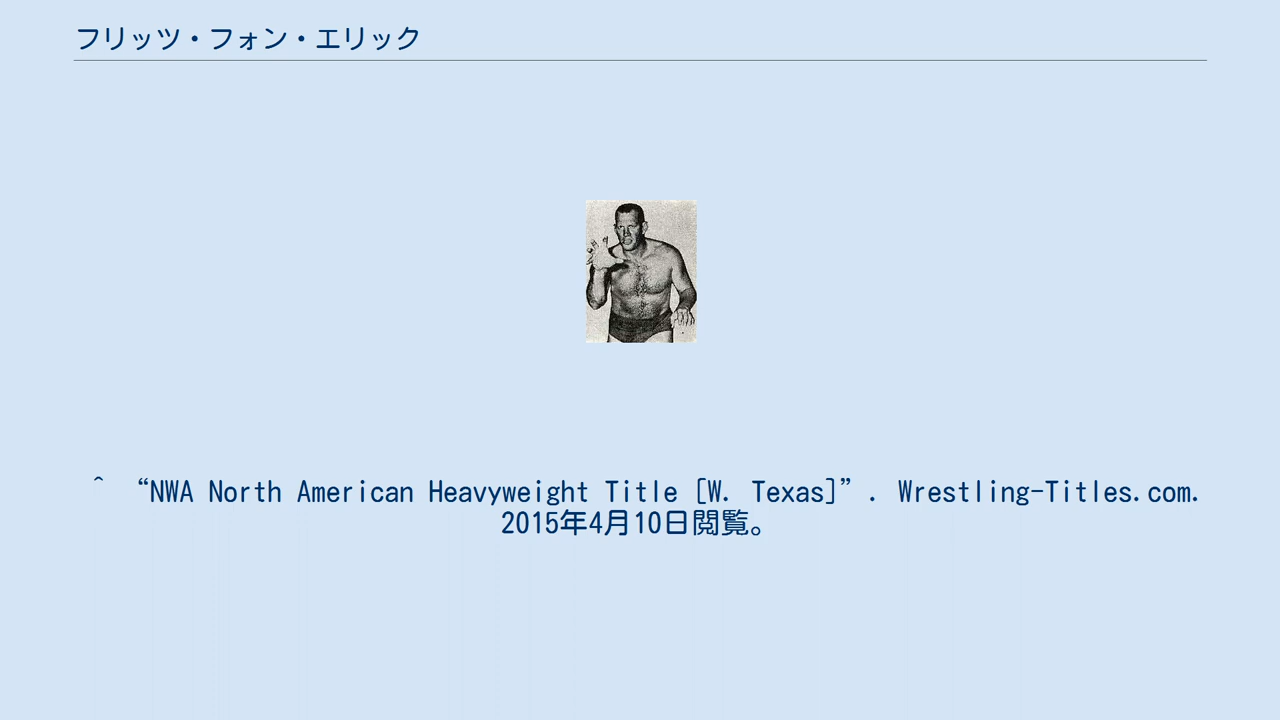 フリッツ・フォン・エリック
^ “NWA North American Heavyweight Title [W. Texas]”. Wrestling-Titles.com.
2015年4月10日閲覧。